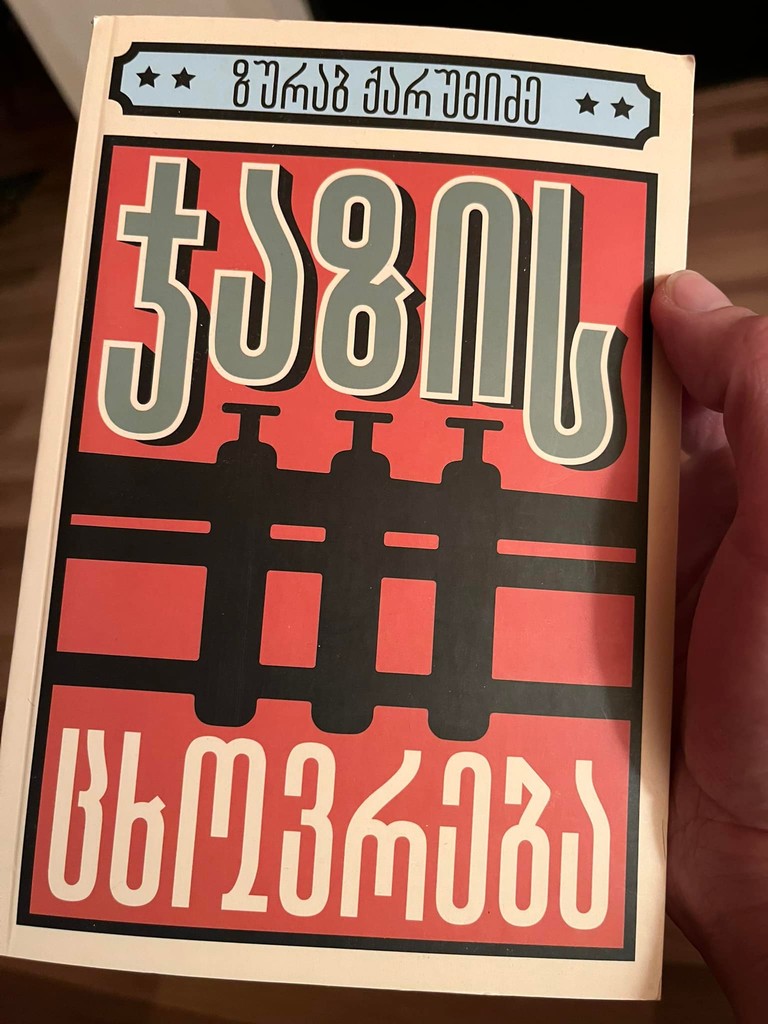 ზურაბ ქარუმიძე
ჯაზის
ცხოვრება